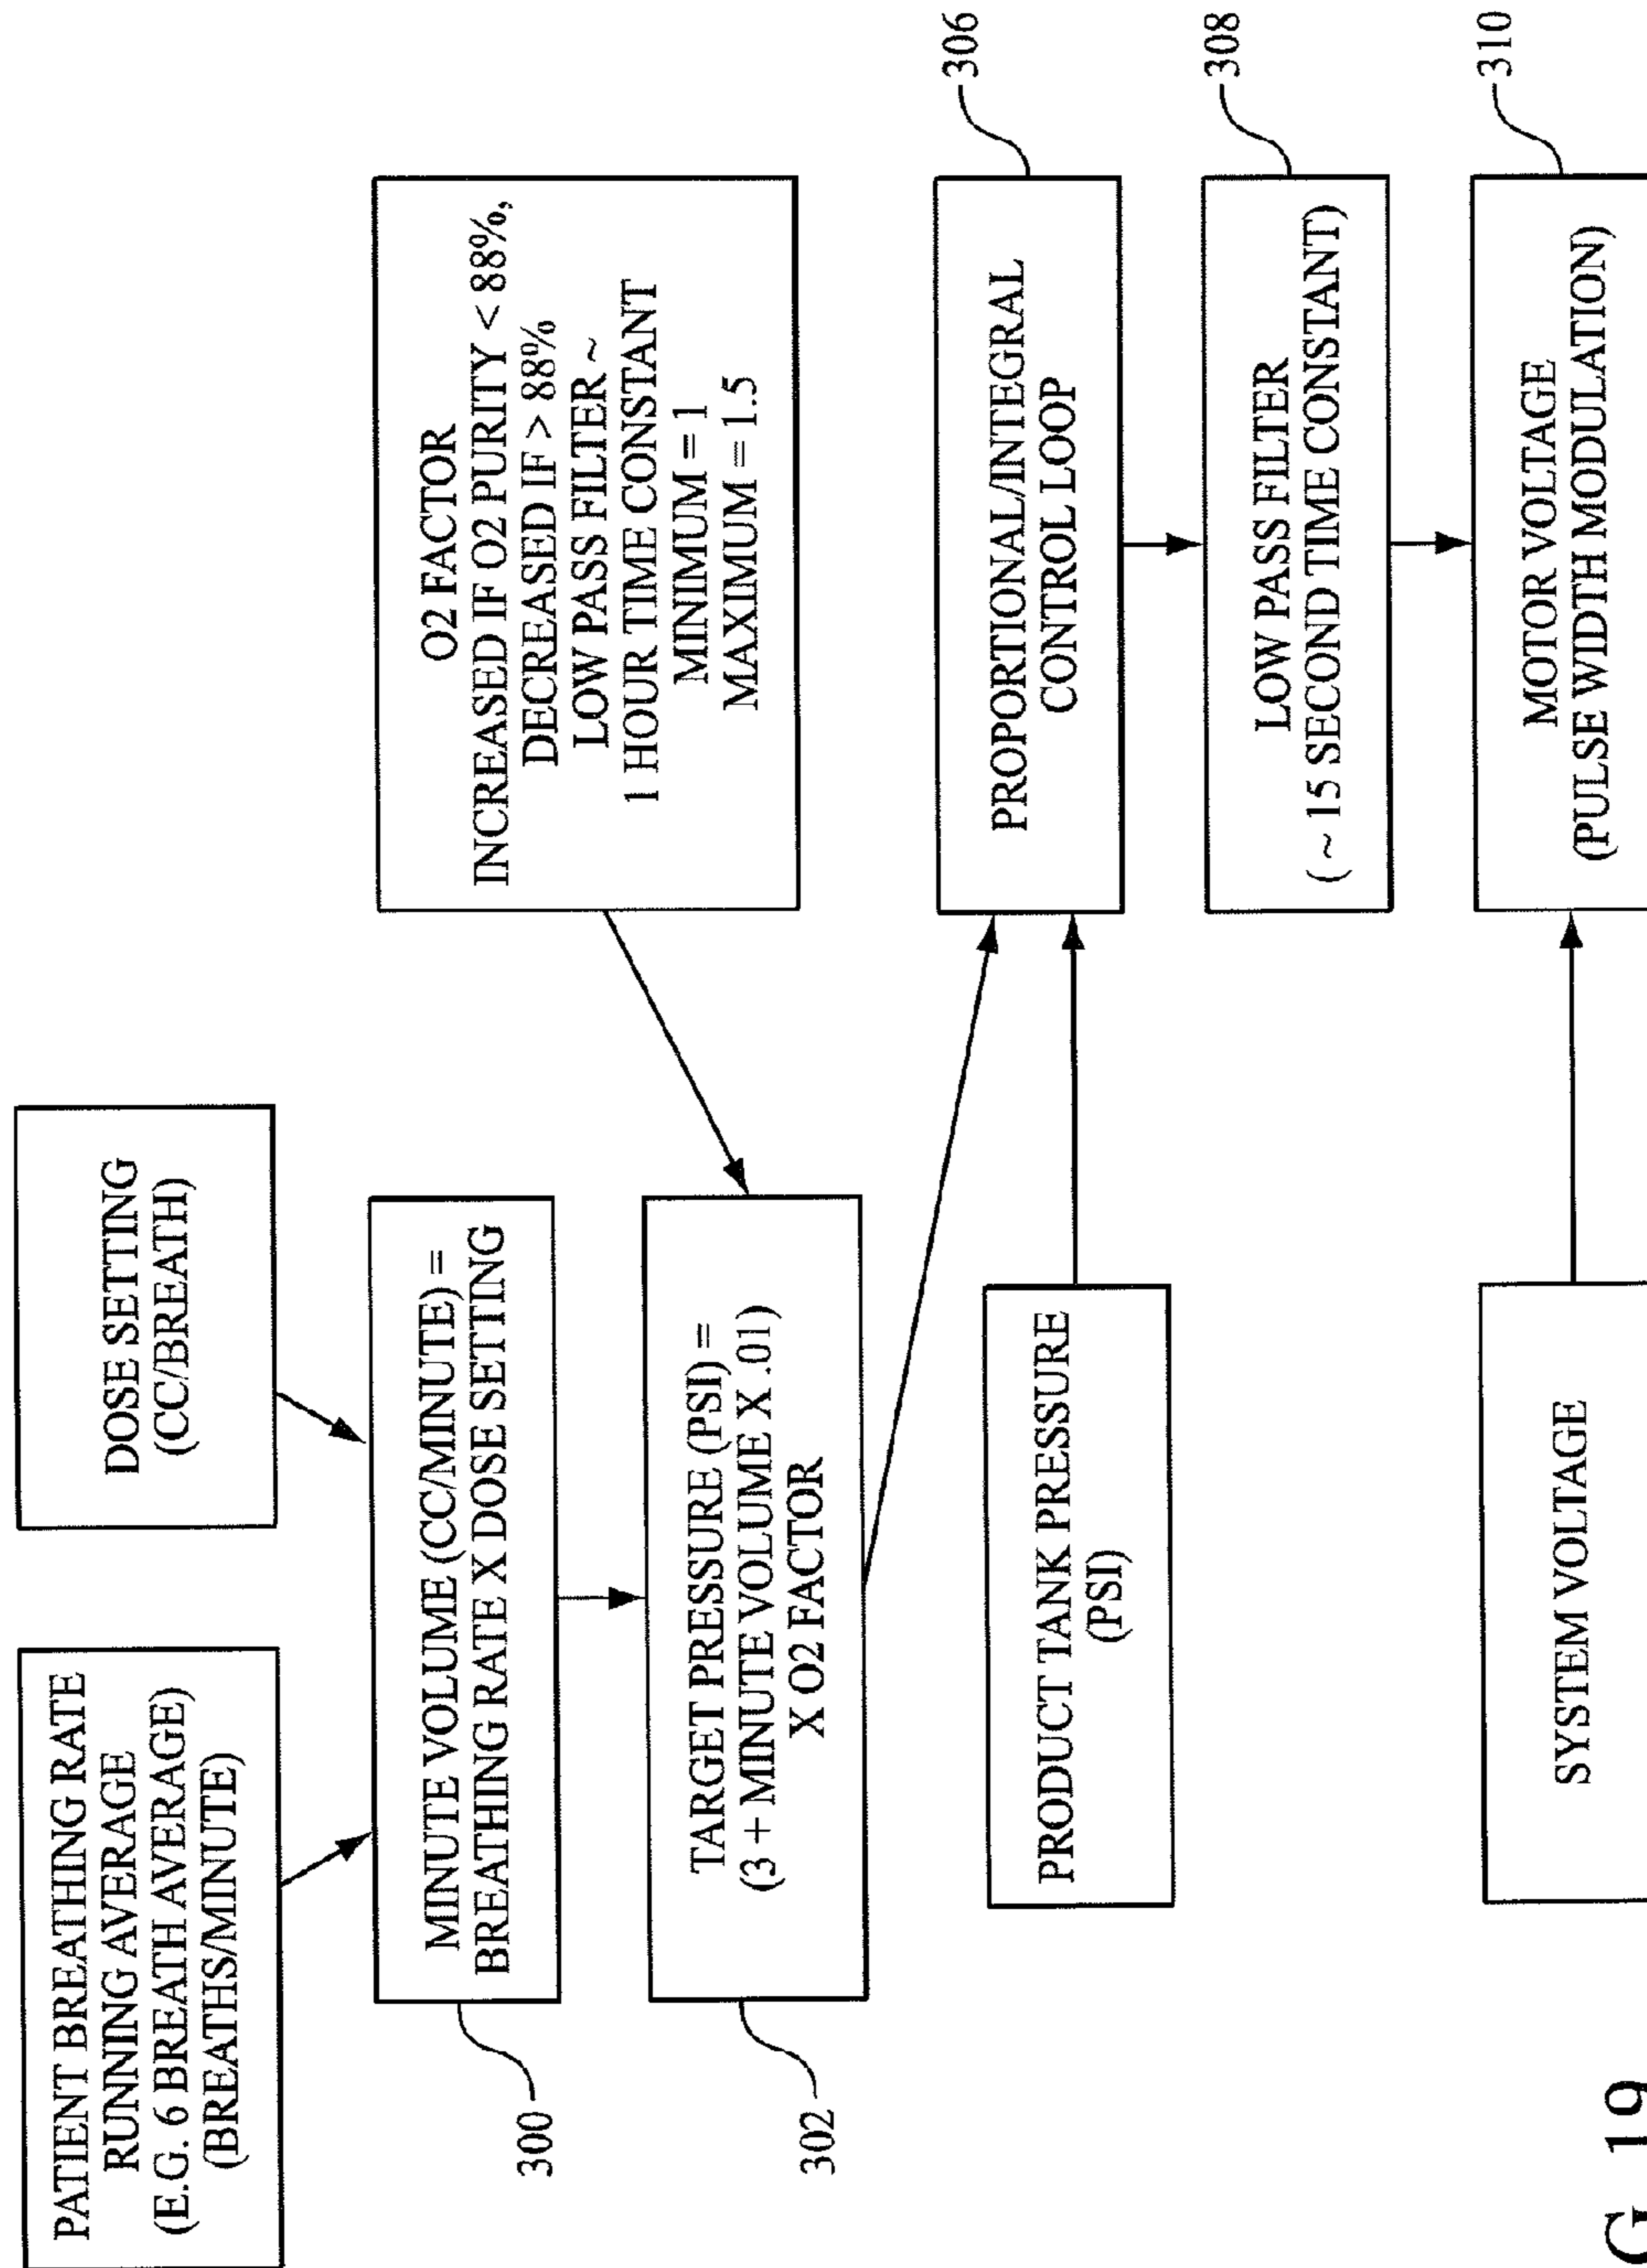 PATIENT BREATHING RATE
RUNNING AVERAGE
(E.G. 6 BREATH AVERAGE)
(BREATHS/MINUTE)
DOSE SETTING
(CC/BREATH)
MINUTE VOLUME (CC/MINUTE) =
BREATHING RATE X DOSE SETTING
300
O2 FACTOR
INCREASED IF O2 PURITY < 88%,
DECREASED IF > 88%
LOW PASS FILTER ~
1 HOUR TIME CONSTANT
MINIMUM = 1
MAXIMUM = 1.5
TARGET PRESSURE (PSI) =
(3 + MINUTE VOLUME X .01)
X O2 FACTOR
302
PRODUCT TANK PRESSURE
(PSI)
PROPORTIONAL/INTEGRAL
CONTROL LOOP
306
LOW PASS FILTER
( ~ 15 SECOND TIME CONSTANT)
308
SYSTEM VOLTAGE
MOTOR VOLTAGE
(PULSE WIDTH MODULATION)
310
G. 19